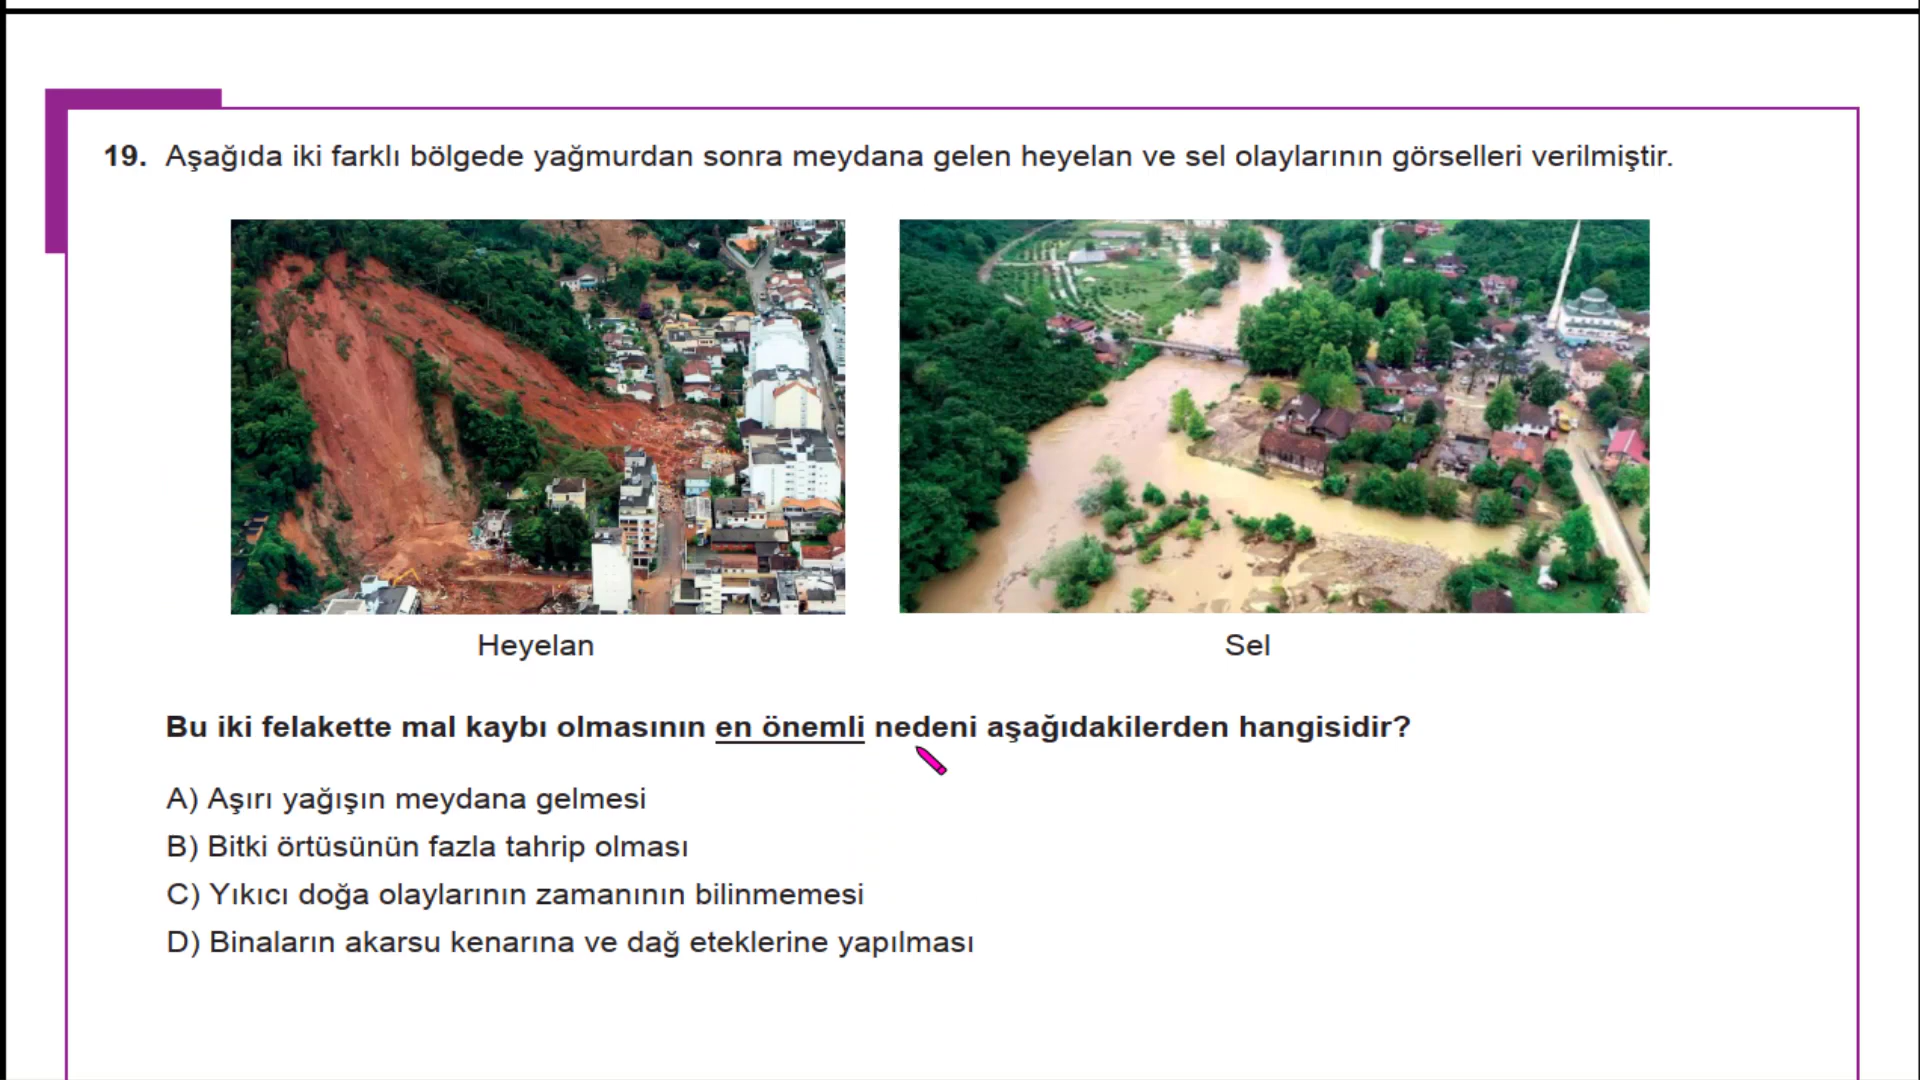 19. Aşağıda iki farklı bölgede yağmurdan sonra meydana gelen heyelan ve sel olaylarının görselleri verilmiştir.
Heyelan
Sel
Bu iki felakette mal kaybı olmasının en önemli nedeni aşağıdakilerden hangisidir?
A) Aşırı yağışın meydana gelmesi
B) Bitki örtüsünün fazla tahrip olması
C) Yıkıcı doğa olaylarının zamanının bilinmemesi
D) Binaların akarsu kenarına ve dağ eteklerine yapılması